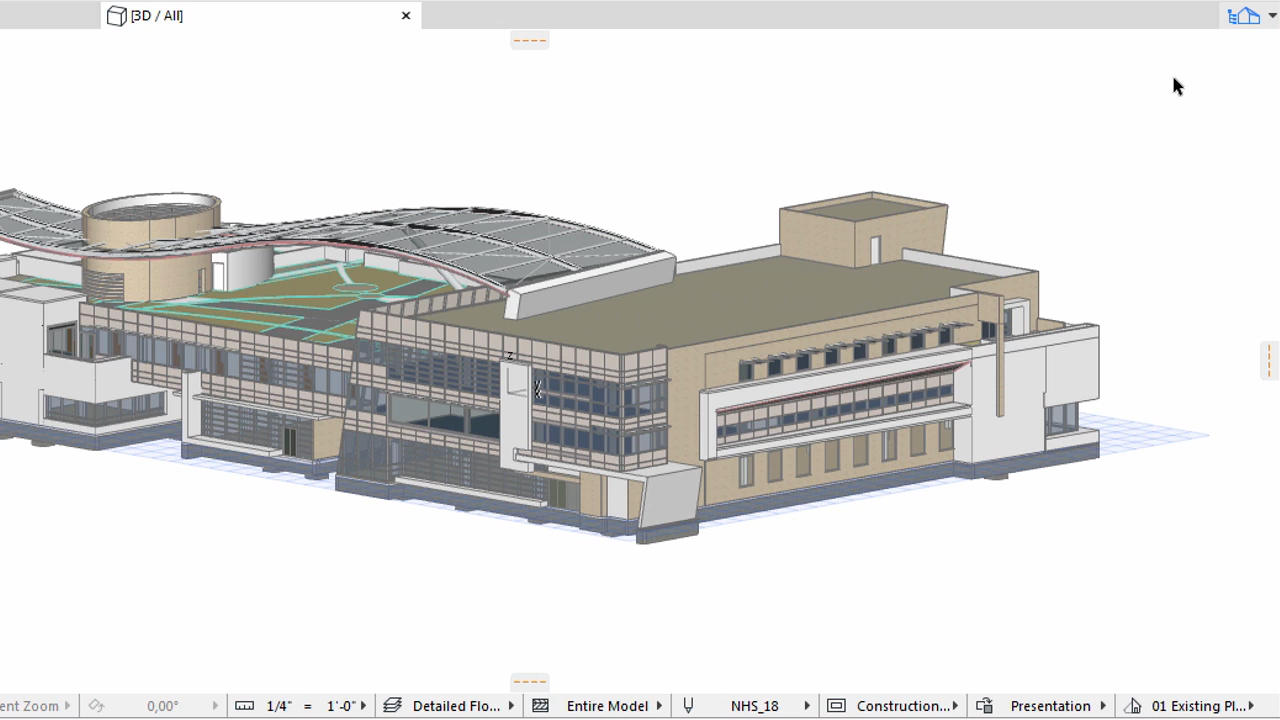 [3D / All]
Z
ent Zoom
0,00°
1/4" = 1'-0"
Detailed Flo...
Entire Model
NHS_18
Construction...
Presentation
01 Existing Pl...